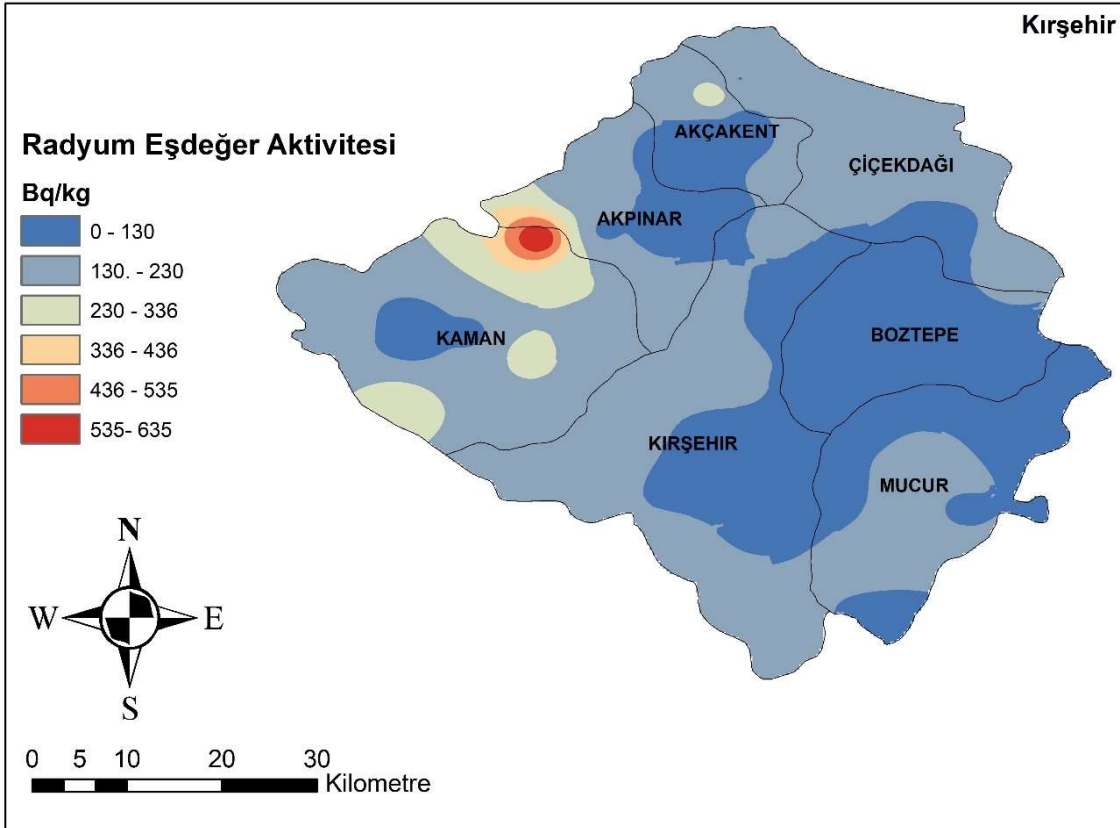 Kırşehir
Radyum Eşdeğer Aktivitesi
Bq/kg
0 - 130
130. - 230
230 - 336
336 - 436
436 - 535
535- 635
AKÇAKENT
ÇİÇEKDAĞI
AKPINAR
KAMAN
BOZTEPE
KIRŞEHIR
MUCUR
N
W E
S
0 5 10 20 30
Kilometre